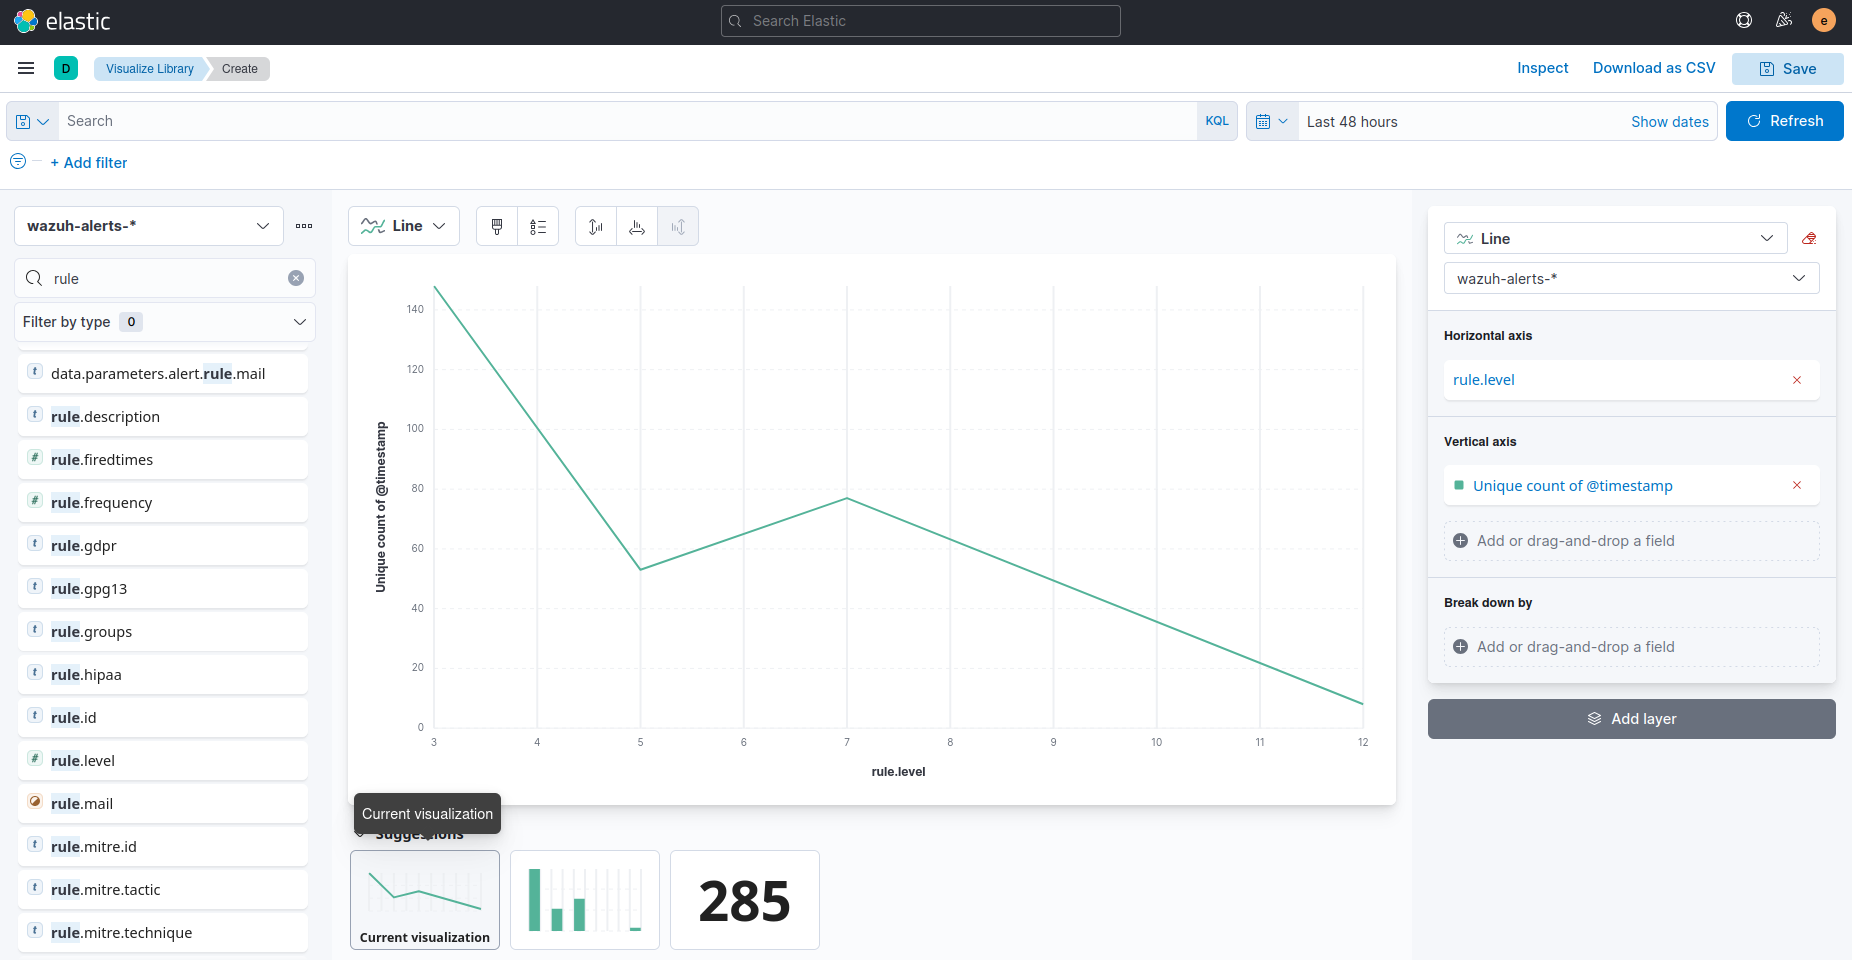 elastic
Search Elastic
e
D
Visualize Library
Create
Inspect
Download as CSV
Save
Search
KQL
Last 48 hours
Show dates
Refresh
+ Add filter
wazuh-alerts-*
rule
Filter by type 0
t data.parameters.alert.rule.mail
t rule.description
# rule.firedtimes
# rule.frequency
t rule.gdpr
t rule.gpg13
t rule.groups
t rule.hipaa
t rule.id
# rule.level
rule.mail
t rule.mitre.id
t rule.mitre.tactic
t rule.mitre.technique
Line
Unique count of @timestamp
140
120
100
80
60
40
20
0
3 4 5 6 7 8 9 10 11 12
rule.level
Current visualization
Suggestions
Current visualization
285
Line
wazuh-alerts-*
Horizontal axis
rule.level
Vertical axis
Unique count of @timestamp
Add or drag-and-drop a field
Break down by
Add or drag-and-drop a field
Add layer